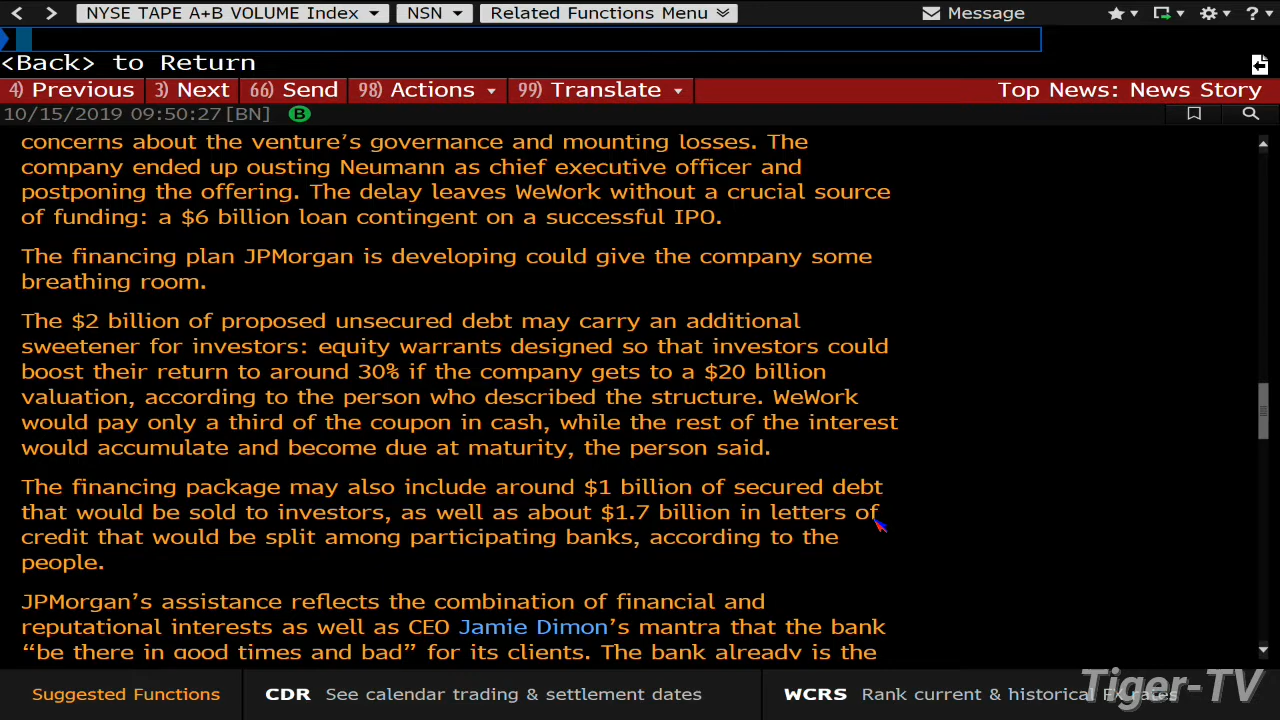 NYSE TAPE A+B VOLUME Index NSN Related Functions Menu Message ?
<Back> to Return
4) Previous 3) Next 66) Send 98) Actions 99) Translate Top News: News Story
10/15/2019 09:50:27 [BN] B
concerns about the venture's governance and mounting losses. The
company ended up ousting Neumann as chief executive officer and
postponing the offering. The delay leaves WeWork without a crucial source
of funding: a $6 billion loan contingent on a successful IPO.
The financing plan JPMorgan is developing could give the company some
breathing room.
The $2 billion of proposed unsecured debt may carry an additional
sweetener for investors: equity warrants designed so that investors could
boost their return to around 30% if the company gets to a $20 billion
valuation, according to the person who described the structure. WeWork
would pay only a third of the coupon in cash, while the rest of the interest
would accumulate and become due at maturity, the person said.
The financing package may also include around $1 billion of secured debt
that would be sold to investors, as well as about $1.7 billion in letters of
credit that would be split among participating banks, according to the
people.
JPMorgan's assistance reflects the combination of financial and
reputational interests as well as CEO Jamie Dimon's mantra that the bank
“be there in good times and bad” for its clients. The bank already is the
Suggested Functions CDR See calendar trading & settlement dates WCRS Rank current & historical FX rates
Tiger-TV